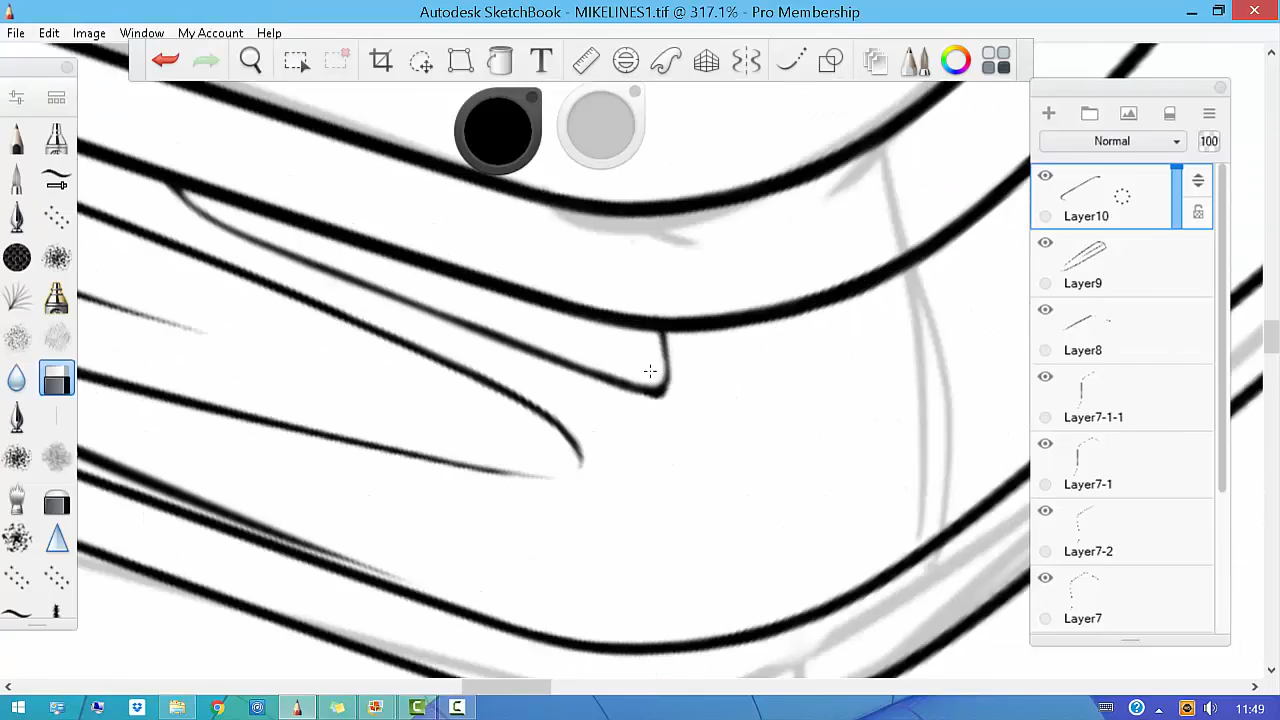 Autodesk SketchBook - MIKELINES1.tif @ 317.1% - Pro Membership
File Edit Image Window My Account Help
T
Normal 100
Layer10
Layer9
Layer8
Layer7-1-1
Layer7-1
Layer7-2
Layer7
11:49